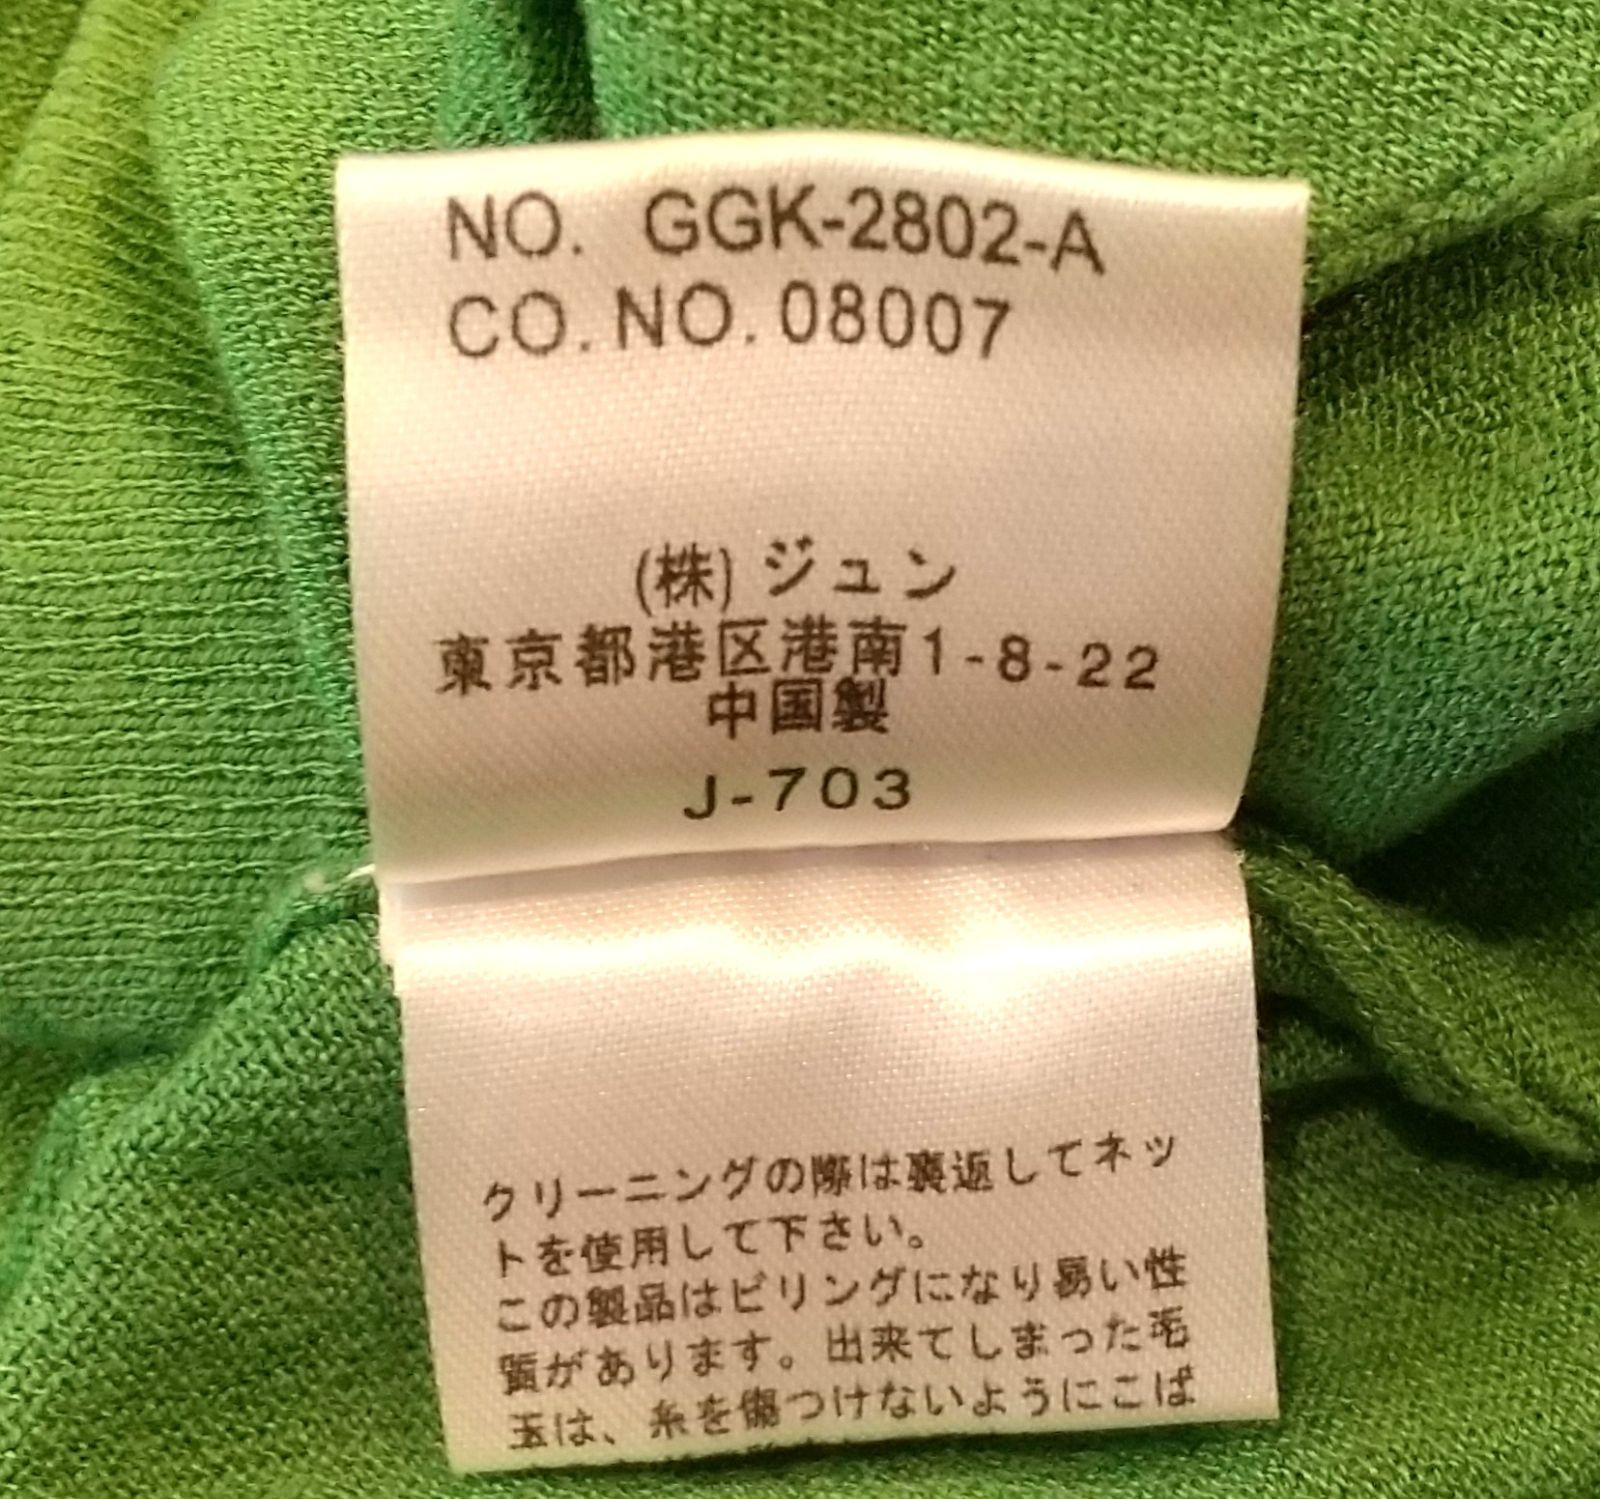 NO. GGK-2802-A
CO.NO.08007
(株)ジュン
東京都港区港南1-8-22
中国製
J-703
クリーニングの際は裏返してネッ
トを使用して下さい。
この製品はピリングになり易い性
質があります。出来てしまった毛
玉は、糸を傷つけないようにこば